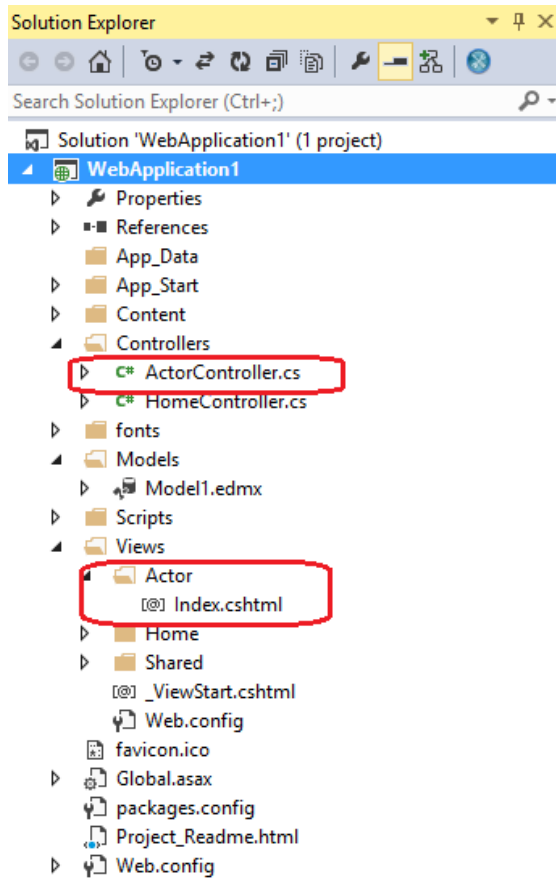 Solution Explorer
Search Solution Explorer (Ctrl+;)
Solution 'WebApplication1' (1 project)
WebApplication1
Properties
References
App_Data
App_Start
Content
Controllers
C# ActorController.cs
C# HomeController.cs
fonts
Models
Model1.edmx
Scripts
Views
Actor
[@] Index.cshtml
Home
Shared
[@] _ViewStart.cshtml
Web.config
favicon.ico
Global.asax
packages.config
Project_Readme.html
Web.config